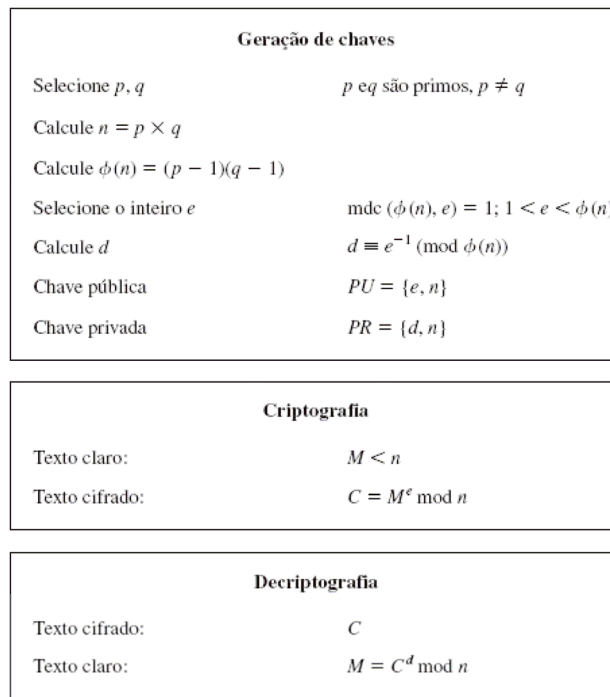 Geração de chaves
Selecione p, q p eq são primos, p ≠ q
Calcule n = p × q
Calcule ϕ(n) = (p − 1)(q − 1)
Selecione o inteiro e mdc (ϕ(n), e) = 1; 1 < e < ϕ(n)
Calcule d d ≡ e⁻¹ (mod ϕ(n))
Chave pública PU = {e, n}
Chave privada PR = {d, n}
Criptografia
Texto claro: M < n
Texto cifrado: C = Mᵉ mod n
Decriptografia
Texto cifrado: C
Texto claro: M = Cᵈ mod n